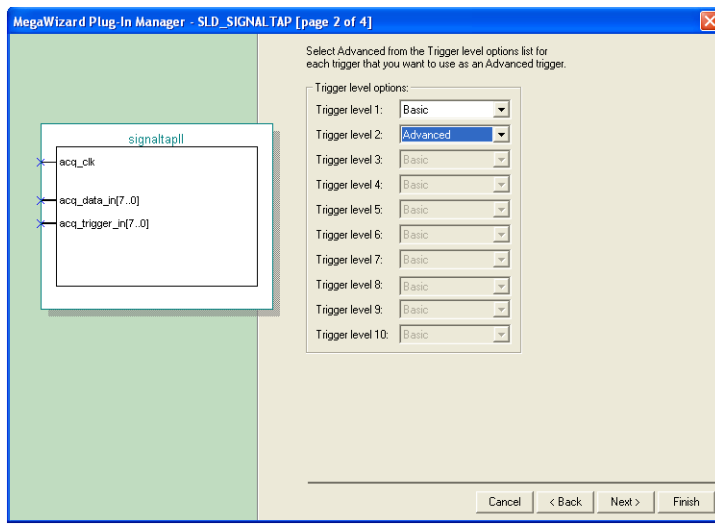 MegaWizard Plug-In Manager - SLD_SIGNALTAP [page 2 of 4]
Select Advanced from the Trigger level options list for
each trigger that you want to use as an Advanced trigger.
Trigger level options:
Trigger level 1: Basic
Trigger level 2: Advanced
Trigger level 3: Basic
Trigger level 4: Basic
Trigger level 5: Basic
Trigger level 6: Basic
Trigger level 7: Basic
Trigger level 8: Basic
Trigger level 9: Basic
Trigger level 10: Basic
signaltapII
acq_clk
acq_data_in[7..0]
acq_trigger_in[7..0]
Cancel < Back Next > Finish